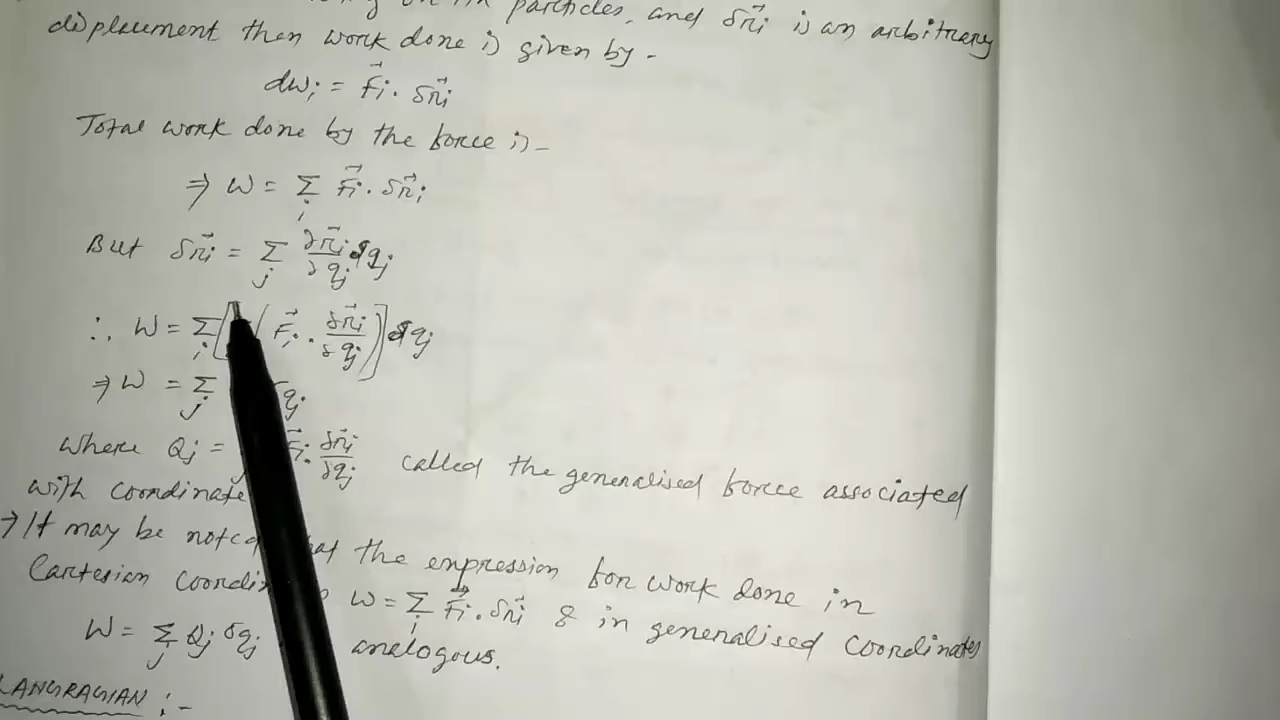 particles, and δr⃗i is an arbitrary
displacement then work done is given by -
dwi = F⃗i . δr⃗i
Total work done by the force is -
⇒ W = Σi F⃗i . δr⃗i
But δr⃗i = Σj ∂r⃗i/∂qj δqj
∴ W = Σi ( F⃗i . δr⃗i/δqj ) ] δqj
⇒ W = Σj qj
where Qj = F⃗i . δr⃗i/∂qj called the generalised force associated
with coordinate
→ It may be noted the expression for work done in
Cartesian W = Σi F⃗i . δr⃗i & in generalised coordinates
W = Σj Qj δqj analogous.
LANGRAGIAN :-